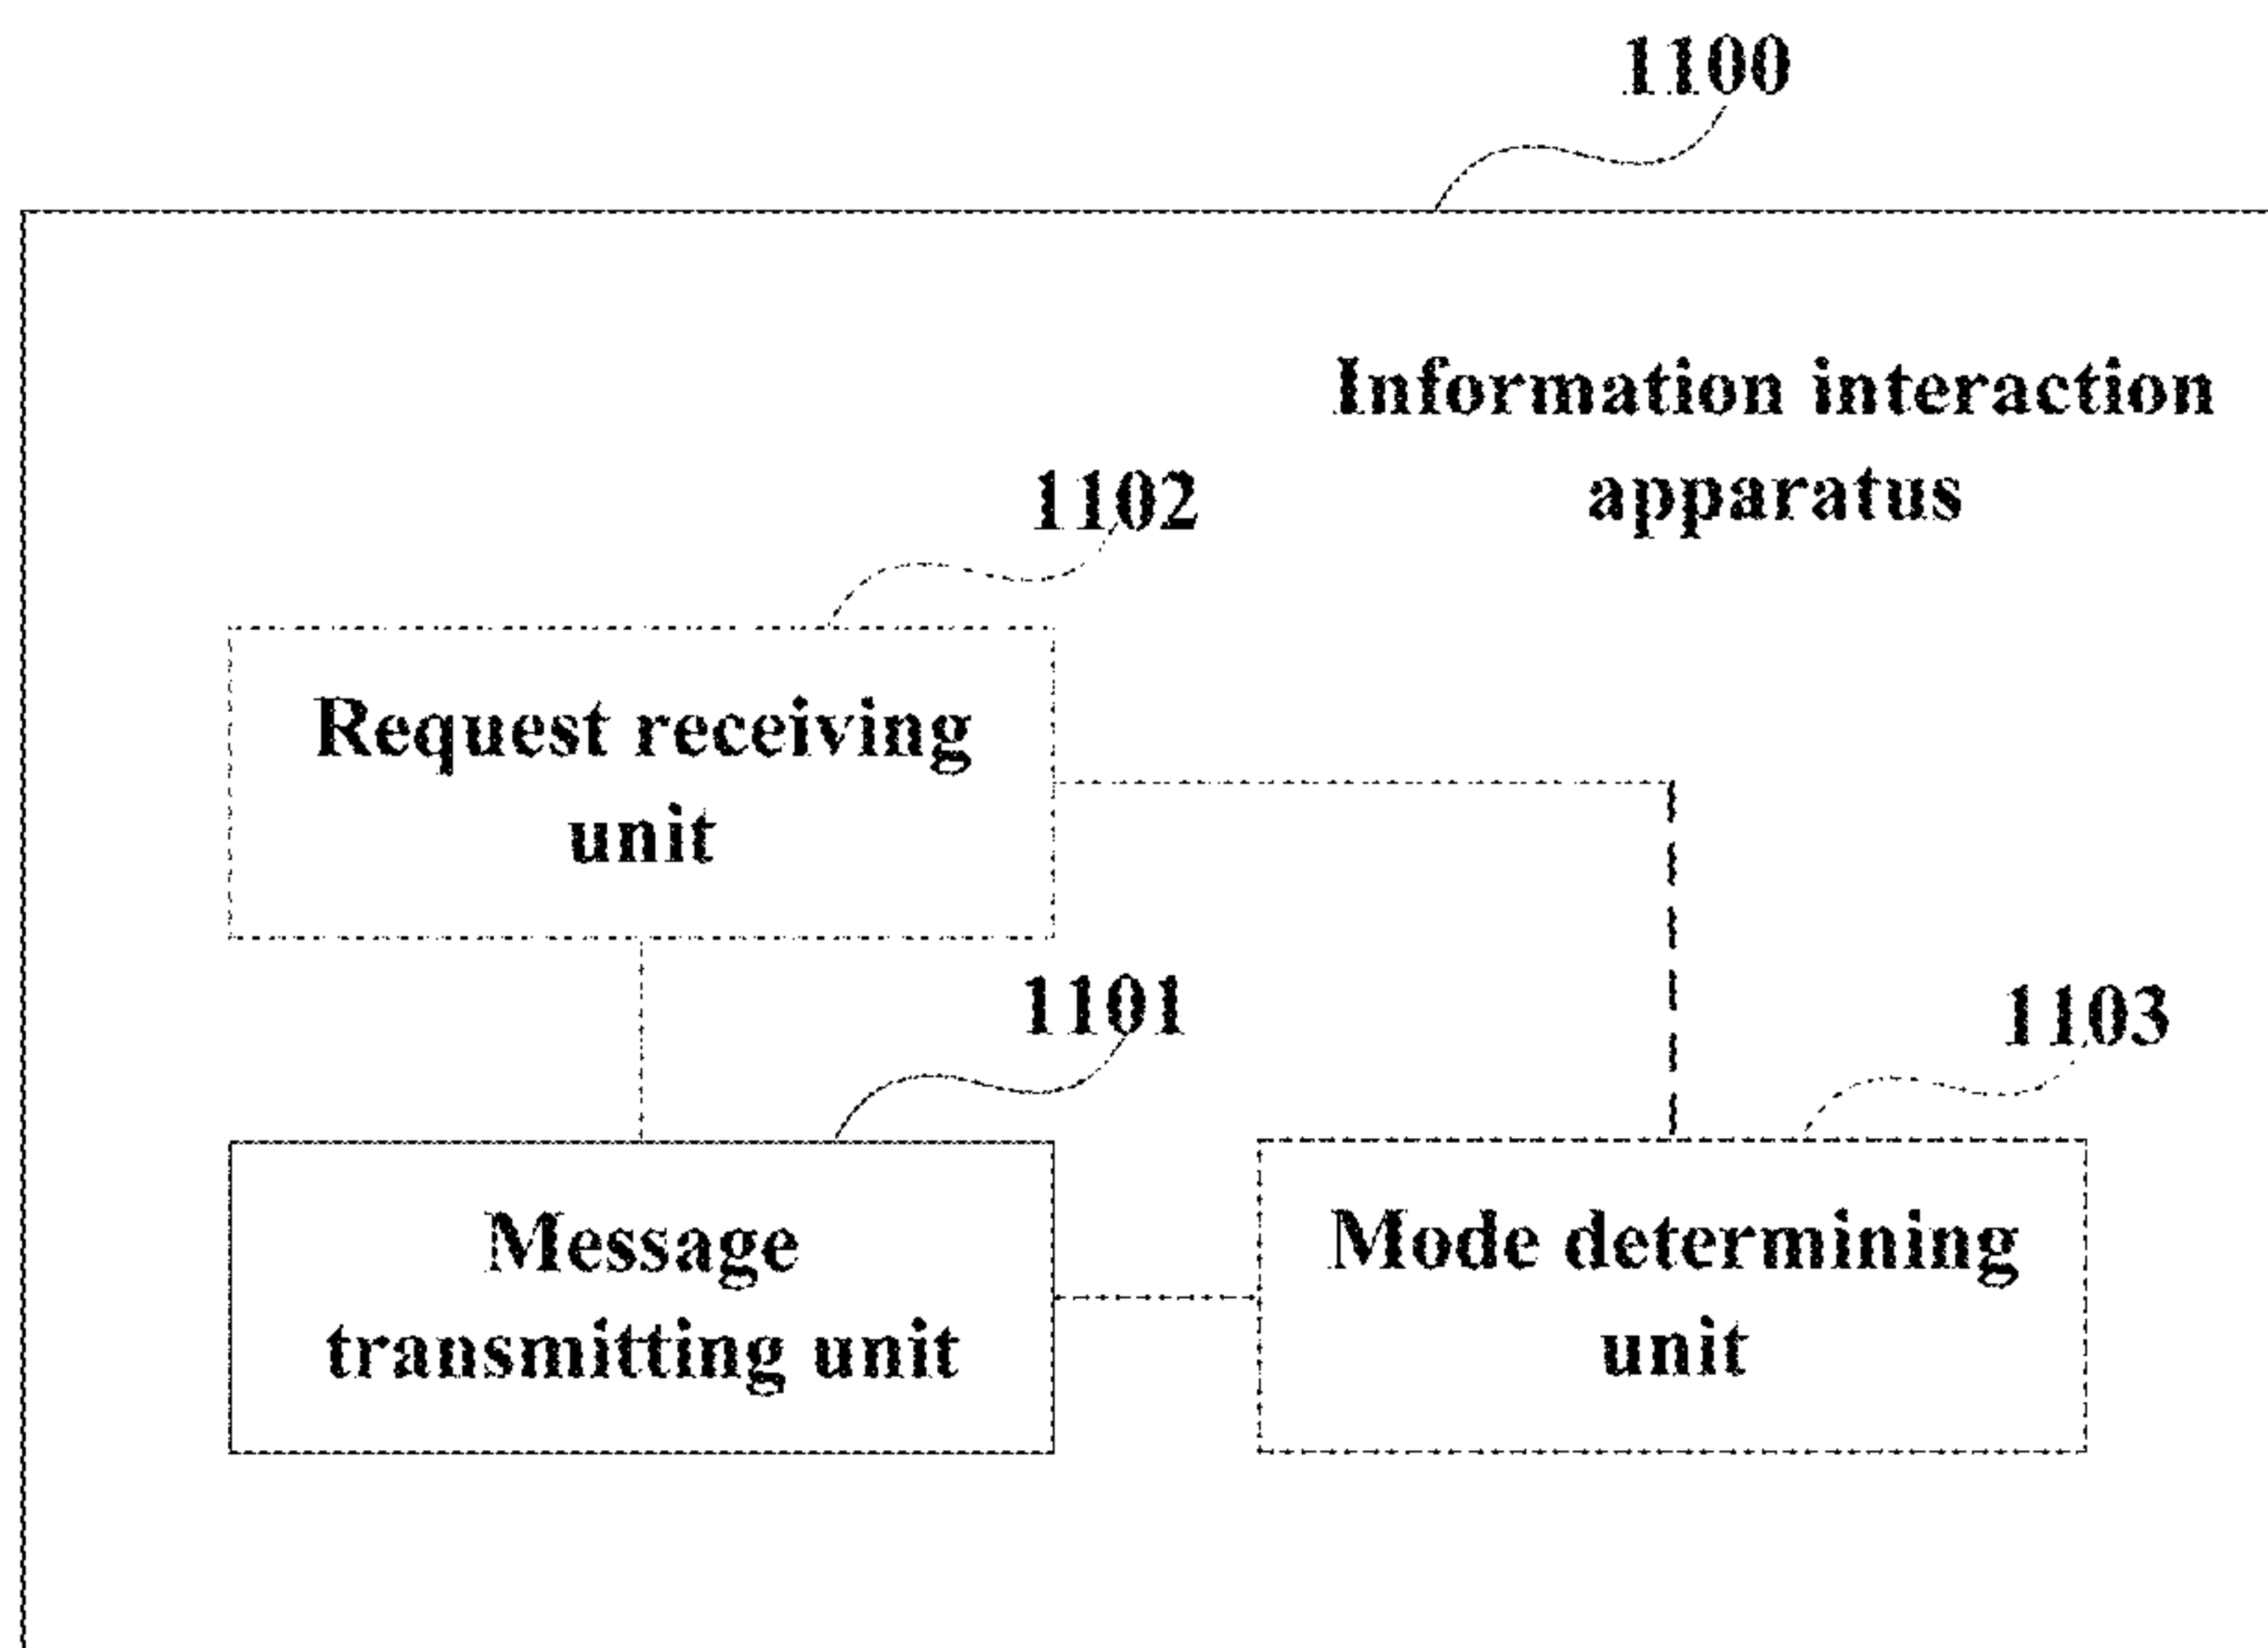 1100
Information interaction
apparatus
1102
Request receiving
unit
1101
1103
Message
transmitting unit
Mode determining
unit